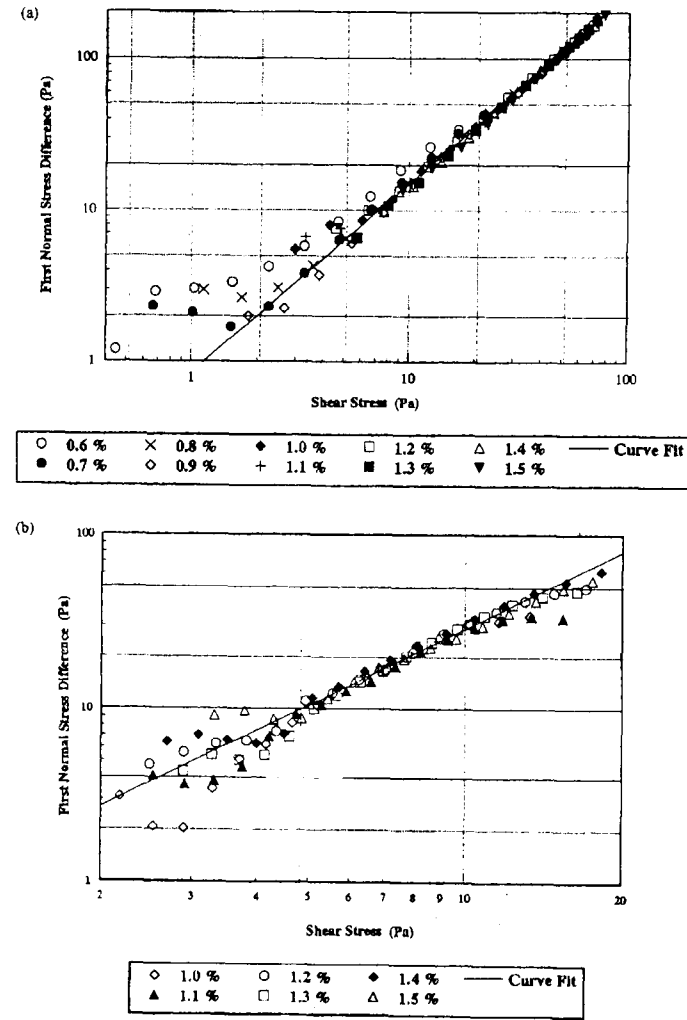 (a)
100
10
1
First Normal Stress Difference (Pa)
1 10 100
Shear Stress (Pa)
0.6 % 0.8 % 1.0 % 1.2 % 1.4 % Curve Fit
0.7 % 0.9 % 1.1 % 1.3 % 1.5 %
(b)
100
10
1
First Normal Stress Difference (Pa)
2 3 4 5 6 7 8 9 10 20
Shear Stress (Pa)
1.0 % 1.2 % 1.4 % Curve Fit
1.1 % 1.3 % 1.5 %